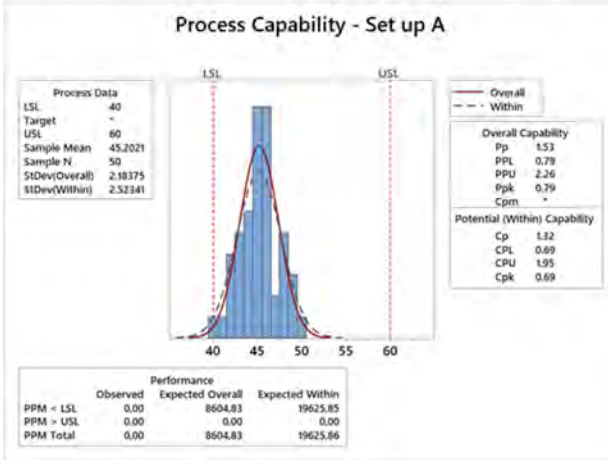 Process Capability - Set up A
LSL USL
Process Data
LSL 40
Target *
USL 60
Sample Mean 45.2021
Sample N 50
StDev(Overall) 2.18375
StDev(Within) 2.52341
Overall
Within
Overall Capability
Pp 1.53
PPL 0.79
PPU 2.26
Ppk 0.79
Cpm *
Potential (Within) Capability
Cp 1.32
CPL 0.69
CPU 1.95
Cpk 0.69
40 45 50 55 60
Performance
Observed Expected Overall Expected Within
PPM < LSL 0,00 8604,83 19625,85
PPM > USL 0,00 0,00 0,00
PPM Total 0,00 8604,83 19625,86